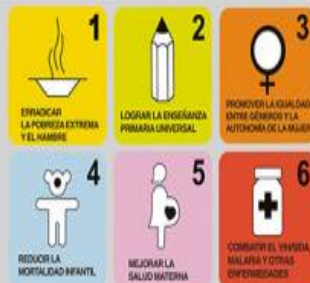 1
ERRADICAR
LA POBREZA EXTREMA
Y EL HAMBRE
2
LOGRAR LA ENSEÑANZA
PRIMARIA UNIVERSAL
3
PROMOVER LA IGUALDAD
ENTRE GÉNEROS Y LA
AUTONOMÍA DE LA MUJER
4
REDUCIR LA
MORTALIDAD INFANTIL
5
MEJORAR LA
SALUD MATERNA
6
COMBATIR EL VIH/SIDA,
MALARIA Y OTRAS
ENFERMEDADES